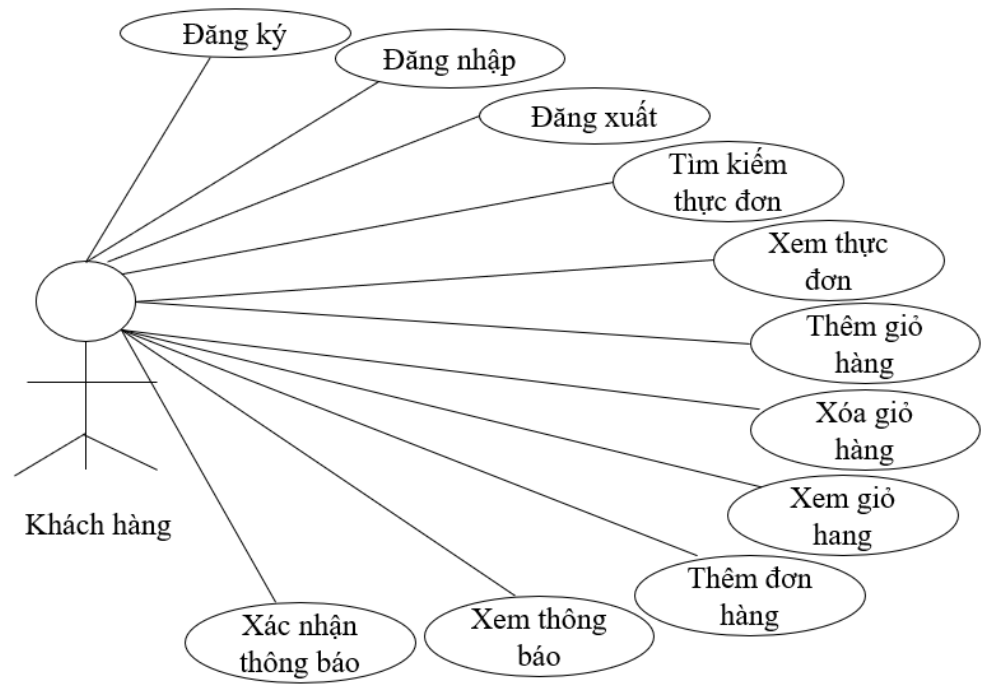 Đăng ký
Đăng nhập
Đăng xuất
Tìm kiếm
thực đơn
Xem thực
đơn
Thêm giỏ
hàng
Xóa giỏ
hàng
Xem giỏ
hang
Thêm đơn
hàng
Xem thông
báo
Xác nhận
thông báo
Khách hàng